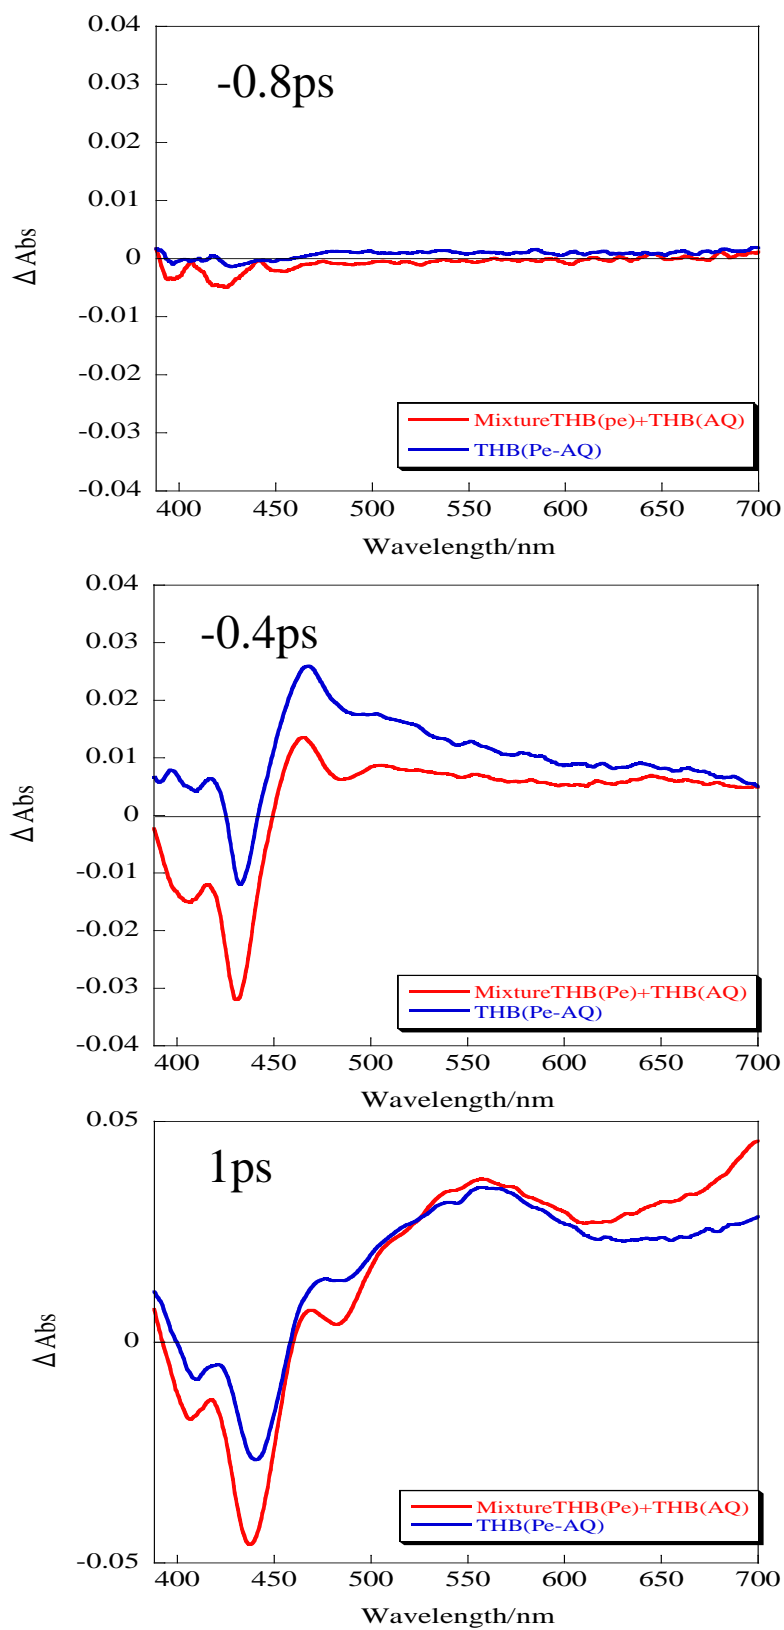 0.04
-0.8ps
0.03
0.02
0.01
Δ Abs
0
-0.01
-0.02
MixtureTHB(pe)+THB(AQ)
-0.03
THB(Pe-AQ)
-0.04
400 450 500 550 600 650 700
Wavelength/nm
0.04
-0.4ps
0.03
0.02
0.01
Δ Abs
0
-0.01
-0.02
-0.03
MixtureTHB(Pe)+THB(AQ)
THB(Pe-AQ)
-0.04
400 450 500 550 600 650 700
Wavelength/nm
0.05
1ps
Δ Abs
0
MixtureTHB(Pe)+THB(AQ)
THB(Pe-AQ)
-0.05
400 450 500 550 600 650 700
Wavelength/nm